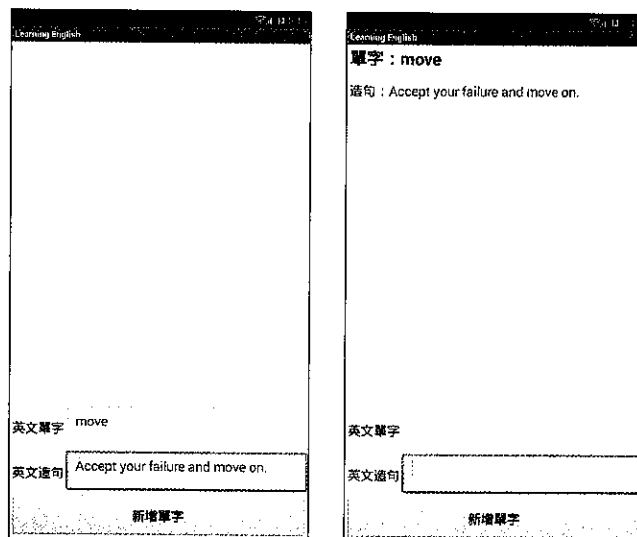 Learning English
move
英文單字
英文造句
Accept your failure and move on.
新增單字
Learning English
單字：move
造句：Accept your failure and move on.
英文單字
英文造句
新增單字